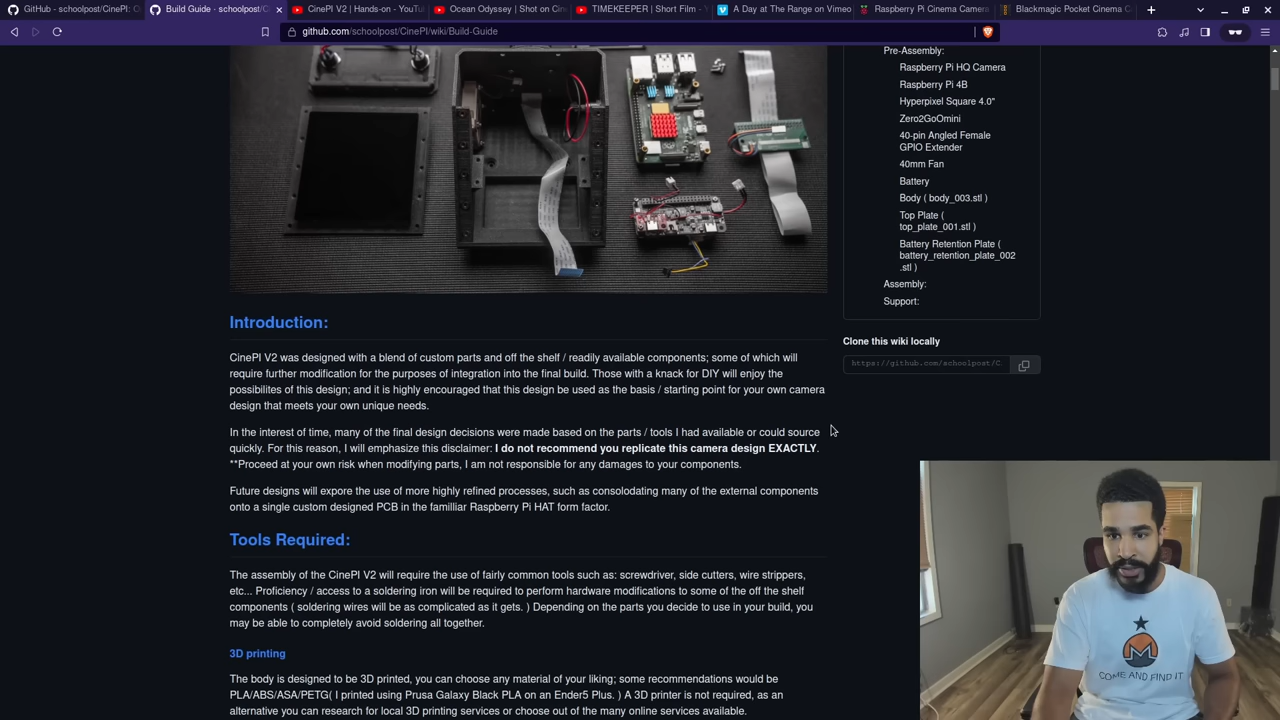 GitHub - schoolpost/CinePI: O
Build Guide - schoolpost/C
CinePI V2 | Hands-on - YouTu
Ocean Odyssey | Shot on Cin
TIMEKEEPER | Short Film - Y
A Day at The Range on Vimeo
Raspberry Pi Cinema Camera
Blackmagic Pocket Cinema C
github.com/schoolpost/CinePI/wiki/Build-Guide
Pre-Assembly:
Raspberry Pi HQ Camera
Raspberry Pi 4B
Hyperpixel Square 4.0"
Zero2GoOmini
40-pin Angled Female
GPIO Extender
40mm Fan
Battery
Body ( body_003.stl )
Top Plate (
top_plate_001.stl )
Battery Retention Plate (
battery_retention_plate_002
.stl )
Assembly:
Support:
Clone this wiki locally
https://github.com/schoolpost/C
Introduction:
CinePI V2 was designed with a blend of custom parts and off the shelf / readily available components; some of which will
require further modification for the purposes of integration into the final build. Those with a knack for DIY will enjoy the
possibilites of this design; and it is highly encouraged that this design be used as the basis / starting point for your own camera
design that meets your own unique needs.
In the interest of time, many of the final design decisions were made based on the parts / tools I had available or could source
quickly. For this reason, I will emphasize this disclaimer: I do not recommend you replicate this camera design EXACTLY.
**Proceed at your own risk when modifying parts, I am not responsible for any damages to your components.
Future designs will expore the use of more highly refined processes, such as consolodating many of the external components
onto a single custom designed PCB in the familliar Raspberry Pi HAT form factor.
Tools Required:
The assembly of the CinePI V2 will require the use of fairly common tools such as: screwdriver, side cutters, wire strippers,
etc... Proficiency / access to a soldering iron will be required to perform hardware modifications to some of the off the shelf
components ( soldering wires will be as complicated as it gets. ) Depending on the parts you decide to use in your build, you
may be able to completely avoid soldering all together.
3D printing
The body is designed to be 3D printed, you can choose any material of your liking; some recommendations would be
PLA/ABS/ASA/PETG( I printed using Prusa Galaxy Black PLA on an Ender5 Plus. ) A 3D printer is not required, as an
alternative you can research for local 3D printing services or choose out of the many online services available.
COME AND FIND IT